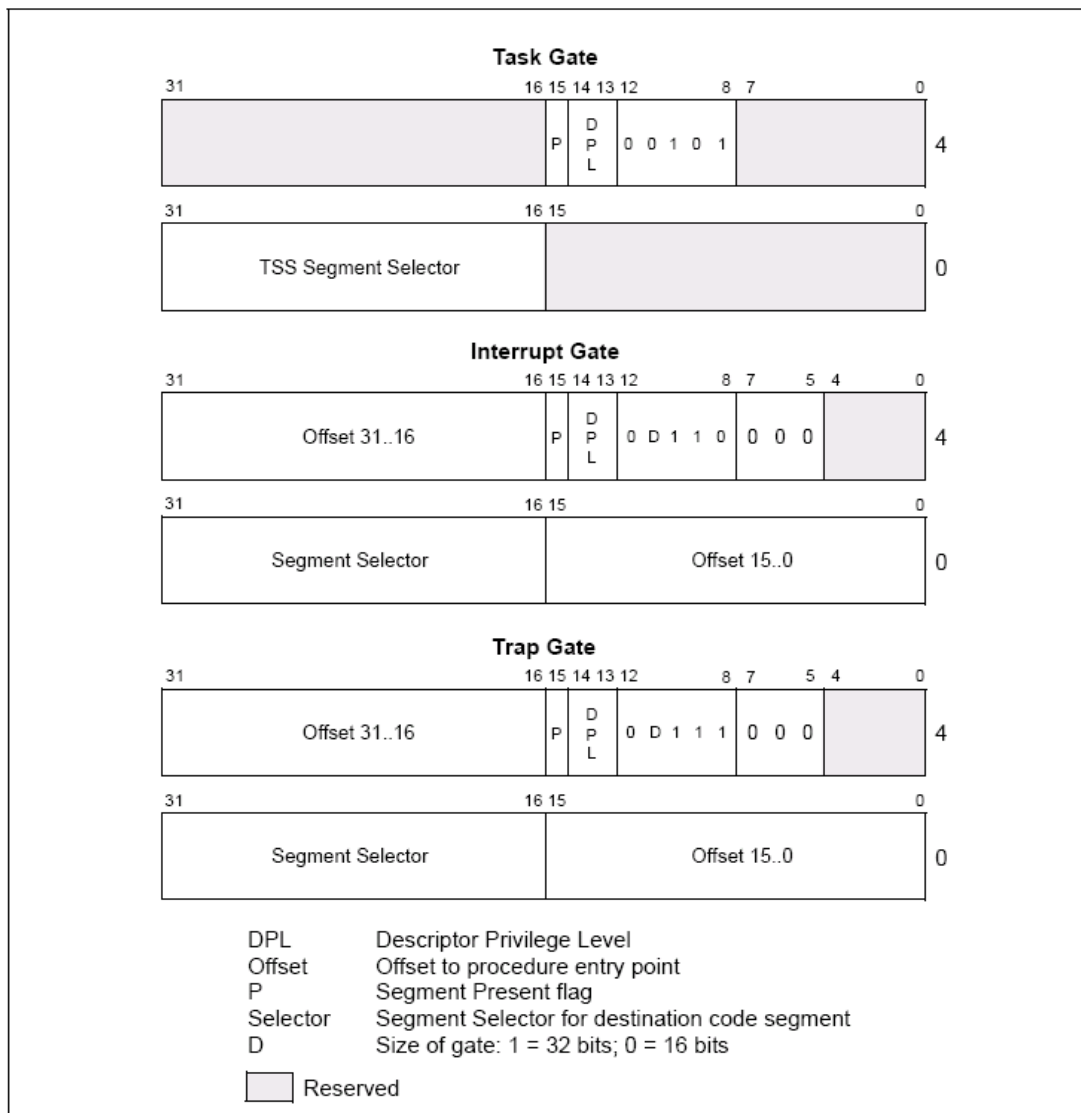 Task Gate
31 16 15 14 13 12 8 7 0
P D P L 0 0 1 0 1 4
31 16 15 0
TSS Segment Selector 0
Interrupt Gate
31 16 15 14 13 12 8 7 5 4 0
Offset 31..16 P D P L 0 D 1 1 0 0 0 0 4
31 16 15 0
Segment Selector Offset 15..0 0
Trap Gate
31 16 15 14 13 12 8 7 5 4 0
Offset 31..16 P D P L 0 D 1 1 1 0 0 0 4
31 16 15 0
Segment Selector Offset 15..0 0
DPL Descriptor Privilege Level
Offset Offset to procedure entry point
P Segment Present flag
Selector Segment Selector for destination code segment
D Size of gate: 1 = 32 bits; 0 = 16 bits
Reserved